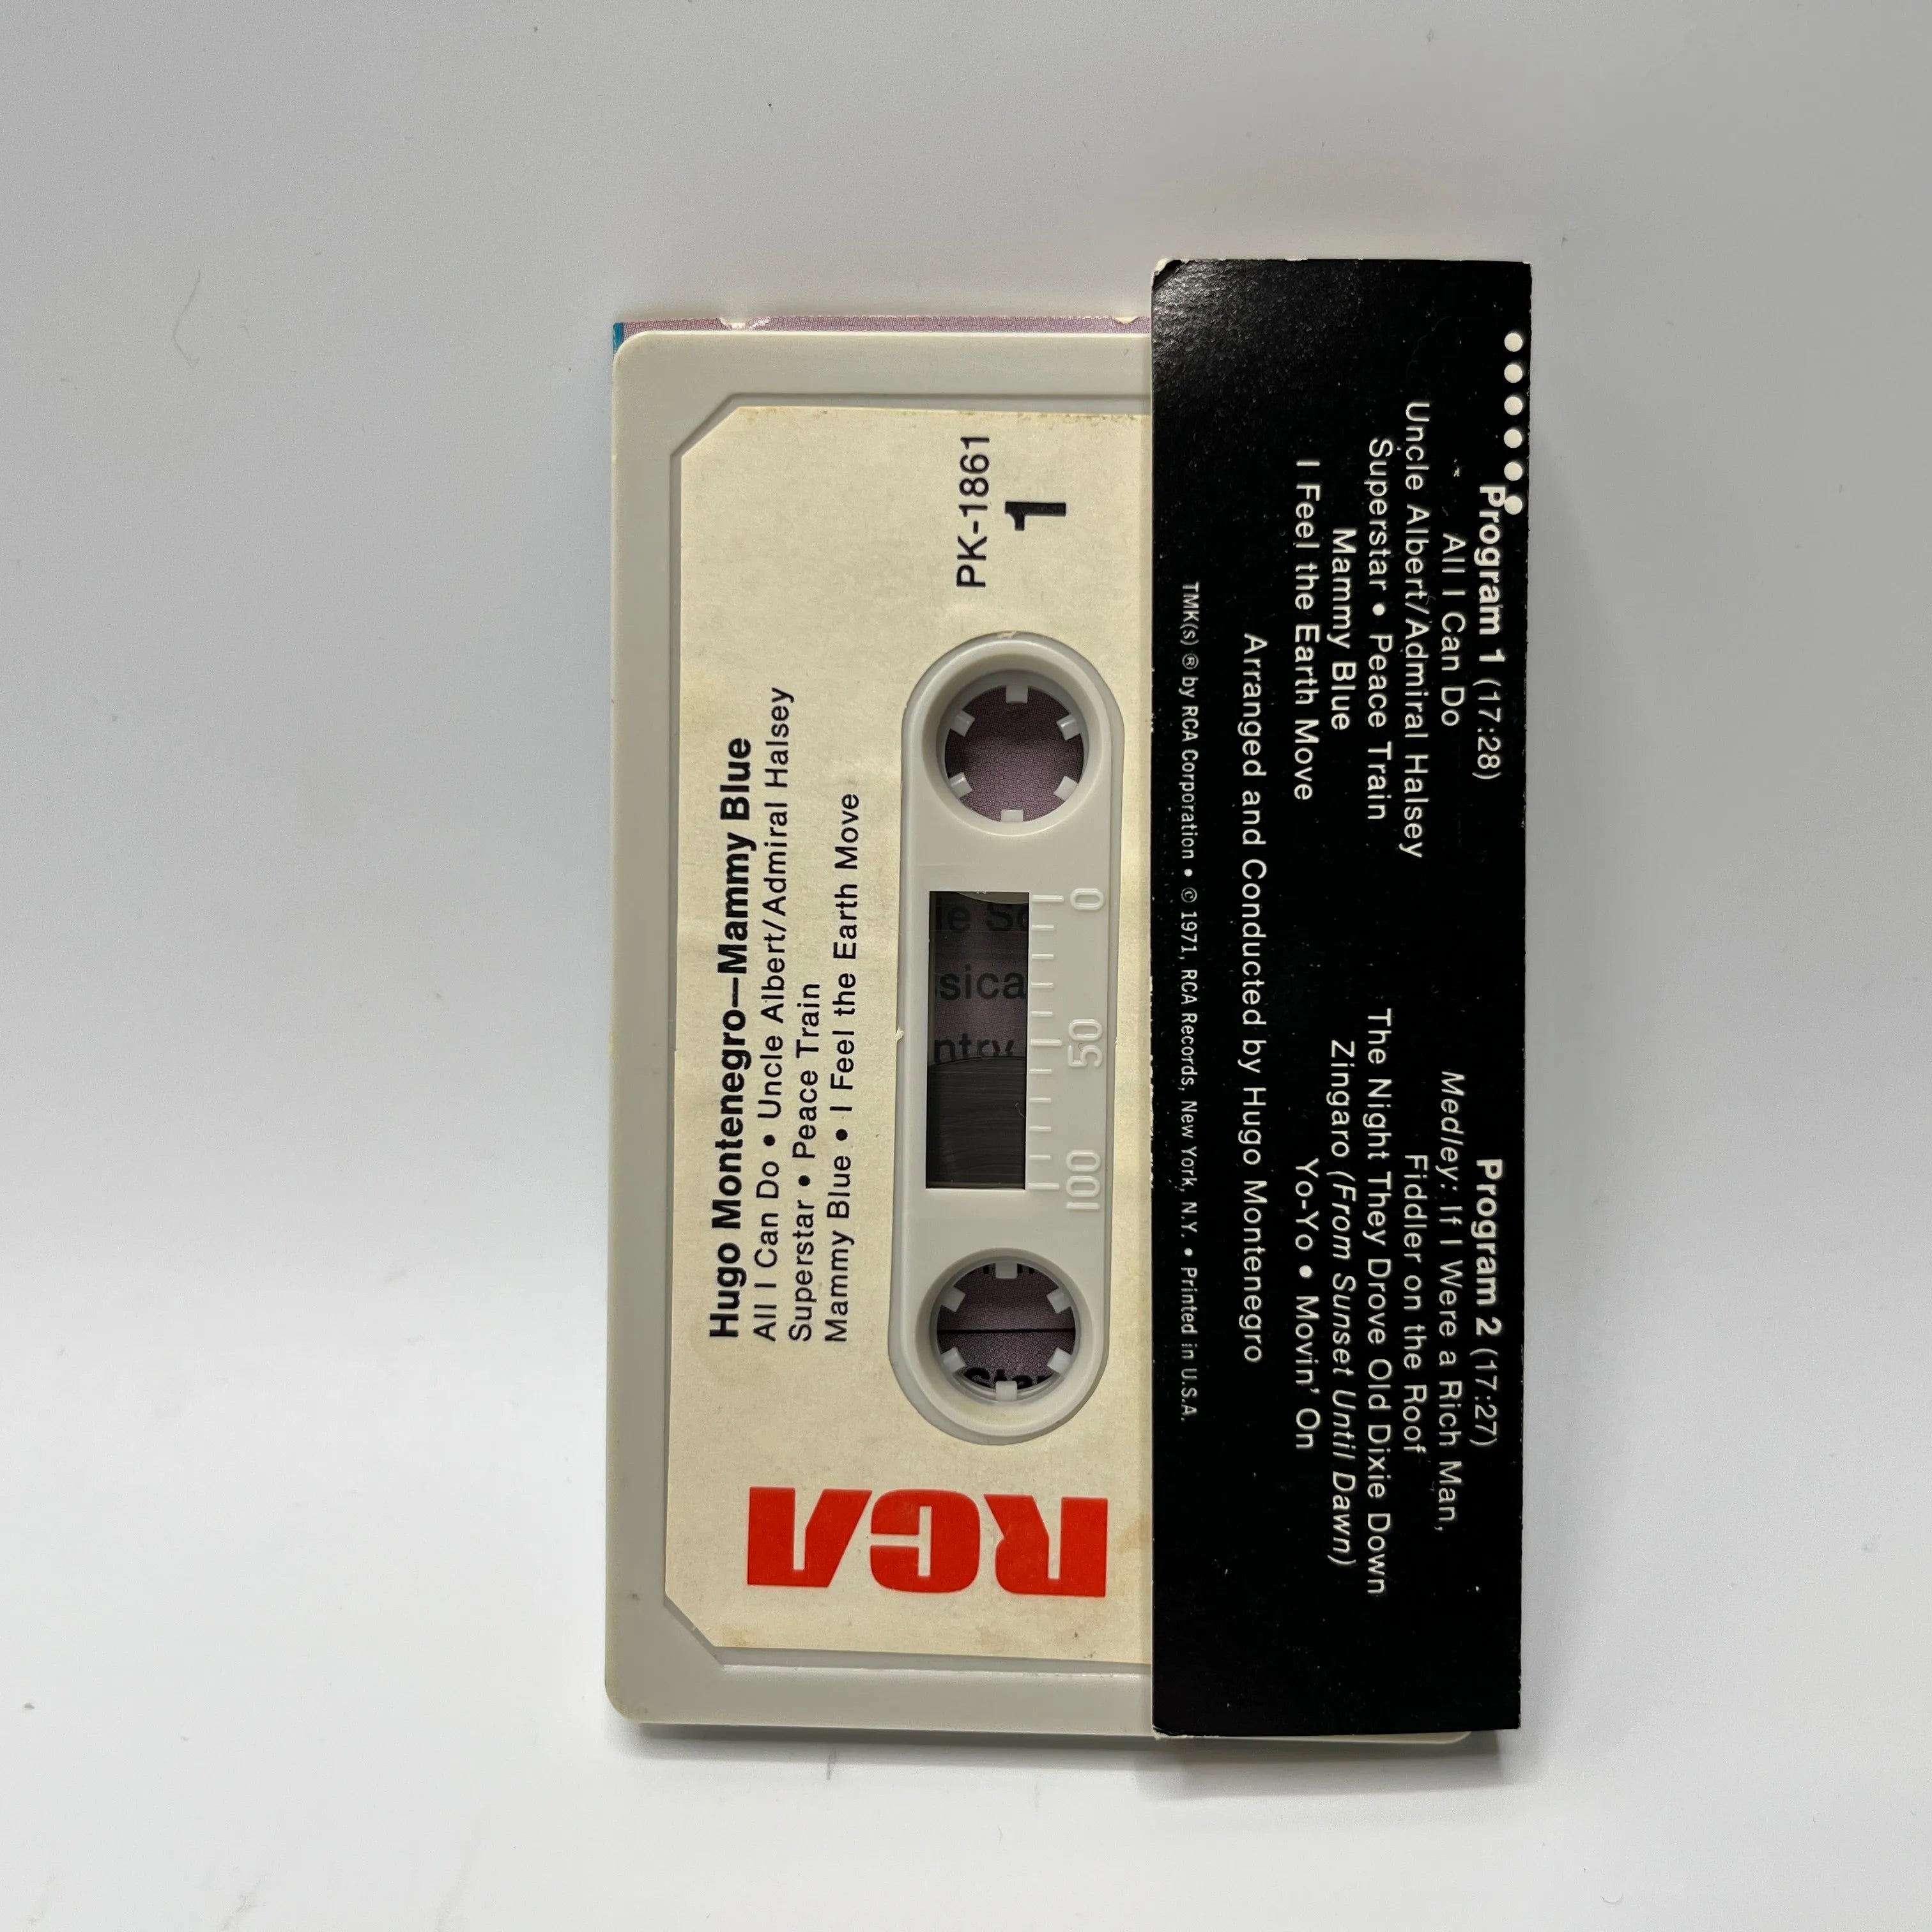 Hugo Montenegro—Mammy Blue
All I Can Do • Uncle Albert/Admiral Halsey
Superstar • Peace Train
Mammy Blue • I Feel the Earth Move
PK-1861
1
0 50 100
RCA
Program 1 (17:28)
All I Can Do
Uncle Albert/Admiral Halsey
Superstar • Peace Train
Mammy Blue
I Feel the Earth Move
Program 2 (17:27)
Medley: If I Were a Rich Man,
Fiddler on the Roof
The Night They Drove Old Dixie Down
Zingaro (From Sunset Until Dawn)
Yo-Yo • Movin' On
Arranged and Conducted by Hugo Montenegro
TMK(s) ® by RCA Corporation • © 1971, RCA Records, New York, N.Y. • Printed in U.S.A.